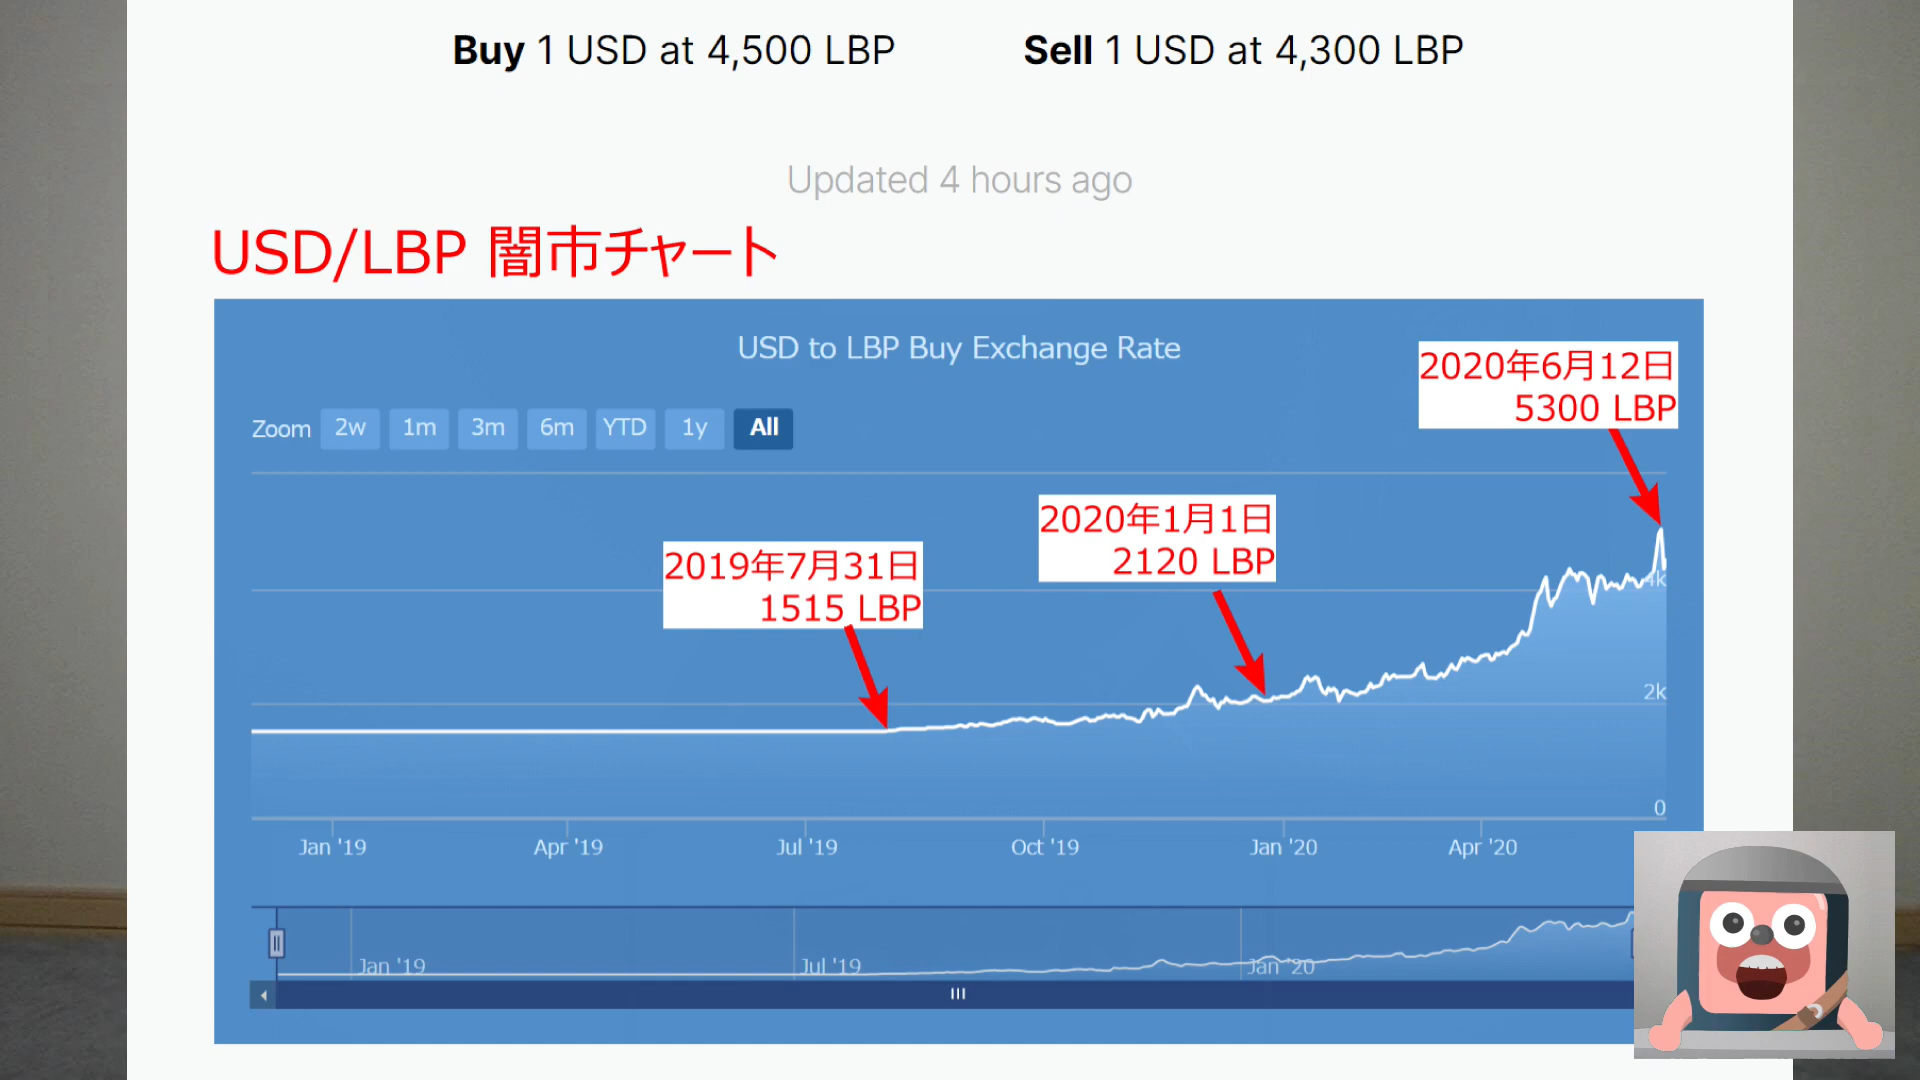 Buy 1 USD at 4,500 LBP
Sell 1 USD at 4,300 LBP
Updated 4 hours ago
USD/LBP 闇市チャート
USD to LBP Buy Exchange Rate
Zoom 2w 1m 3m 6m YTD 1y All
2020年6月12日
5300 LBP
2020年1月1日
2120 LBP
2019年7月31日
1515 LBP
4k
2k
0
Jan '19 Apr '19 Jul '19 Oct '19 Jan '20 Apr '20
Jan '19 Jul '19 Jan '20